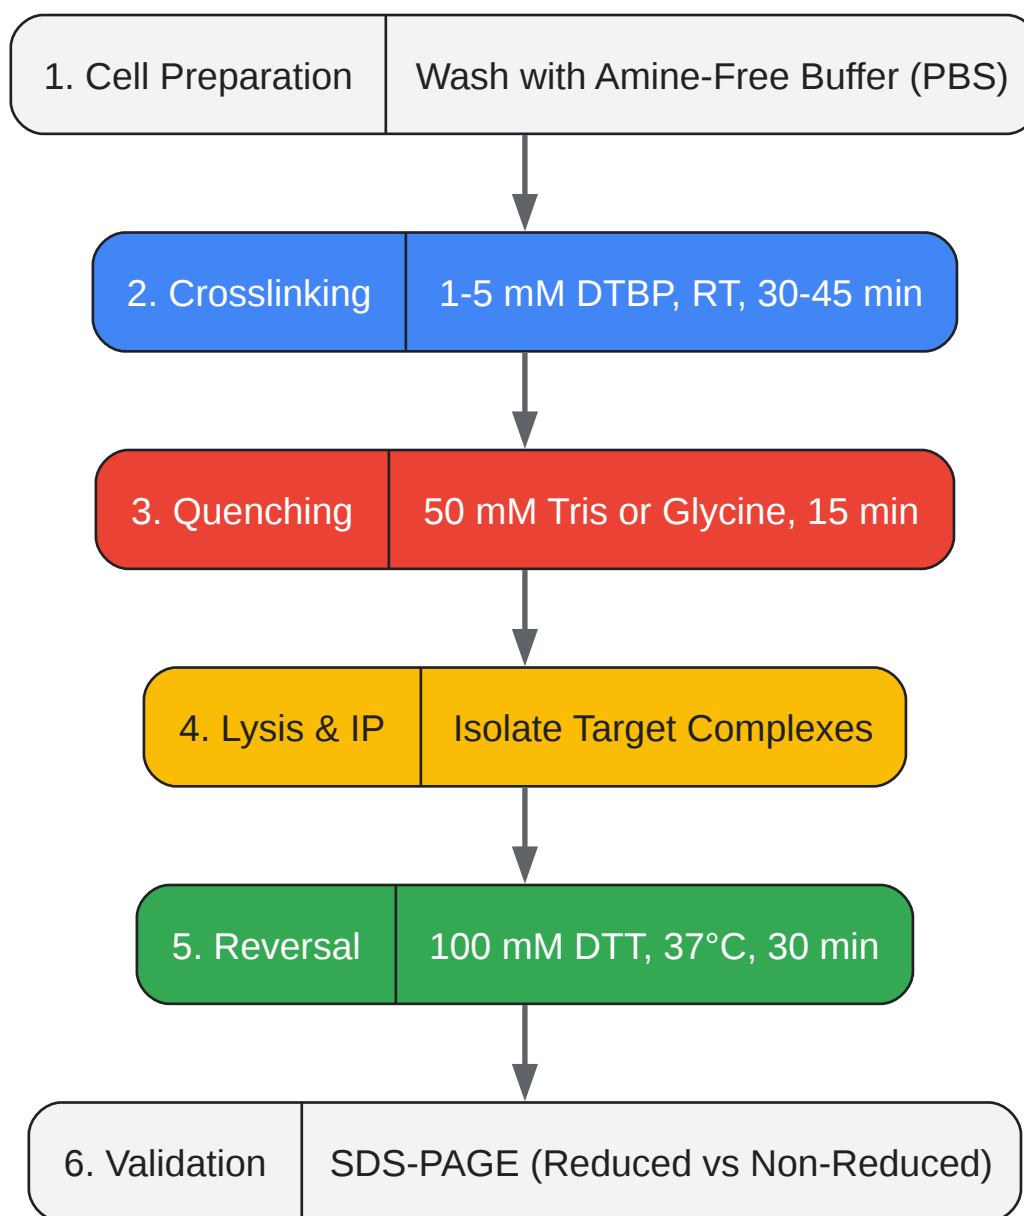 1. Cell Preparation
Wash with Amine-Free Buffer (PBS)
2. Crosslinking
1-5 mM DTBP, RT, 30-45 min
3. Quenching
50 mM Tris or Glycine, 15 min
4. Lysis & IP
Isolate Target Complexes
5. Reversal
100 mM DTT, 37°C, 30 min
6. Validation
SDS-PAGE (Reduced vs Non-Reduced)